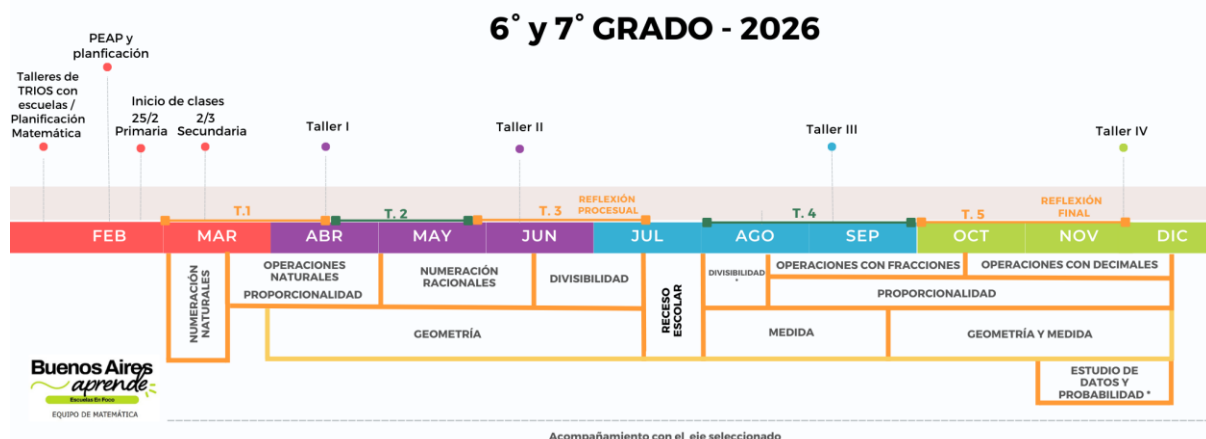 6° y 7° GRADO - 2026
PEAP y
planficación
Talleres de
TRIOS con
escuelas /
Planificación
Matemática
Inicio de clases
25/2
Primaria
2/3
Secundaria
Taller I
Taller II
Taller III
Taller IV
T.1
T. 2
T. 3
REFLEXIÓN
PROCESUAL
T. 4
T. 5
REFLEXIÓN
FINAL
FEB
MAR
ABR
MAY
JUN
JUL
AGO
SEP
OCT
NOV
DIC
NUMERACIÓN
NATURALES
OPERACIONES
NATURALES
PROPORCIONALIDAD
NUMERACIÓN
RACIONALES
DIVISIBILIDAD
RECESO
ESCOLAR
DIVISIBILIDAD
*
OPERACIONES CON FRACCIONES
OPERACIONES CON DECIMALES
PROPORCIONALIDAD
GEOMETRÍA
MEDIDA
GEOMETRÍA Y MEDIDA
ESTUDIO DE
DATOS Y
PROBABILIDAD *
Buenos Aires
aprende
Escuelas En Foco
EQUIPO DE MATEMÁTICA
Acompañamiento con el eje seleccionado